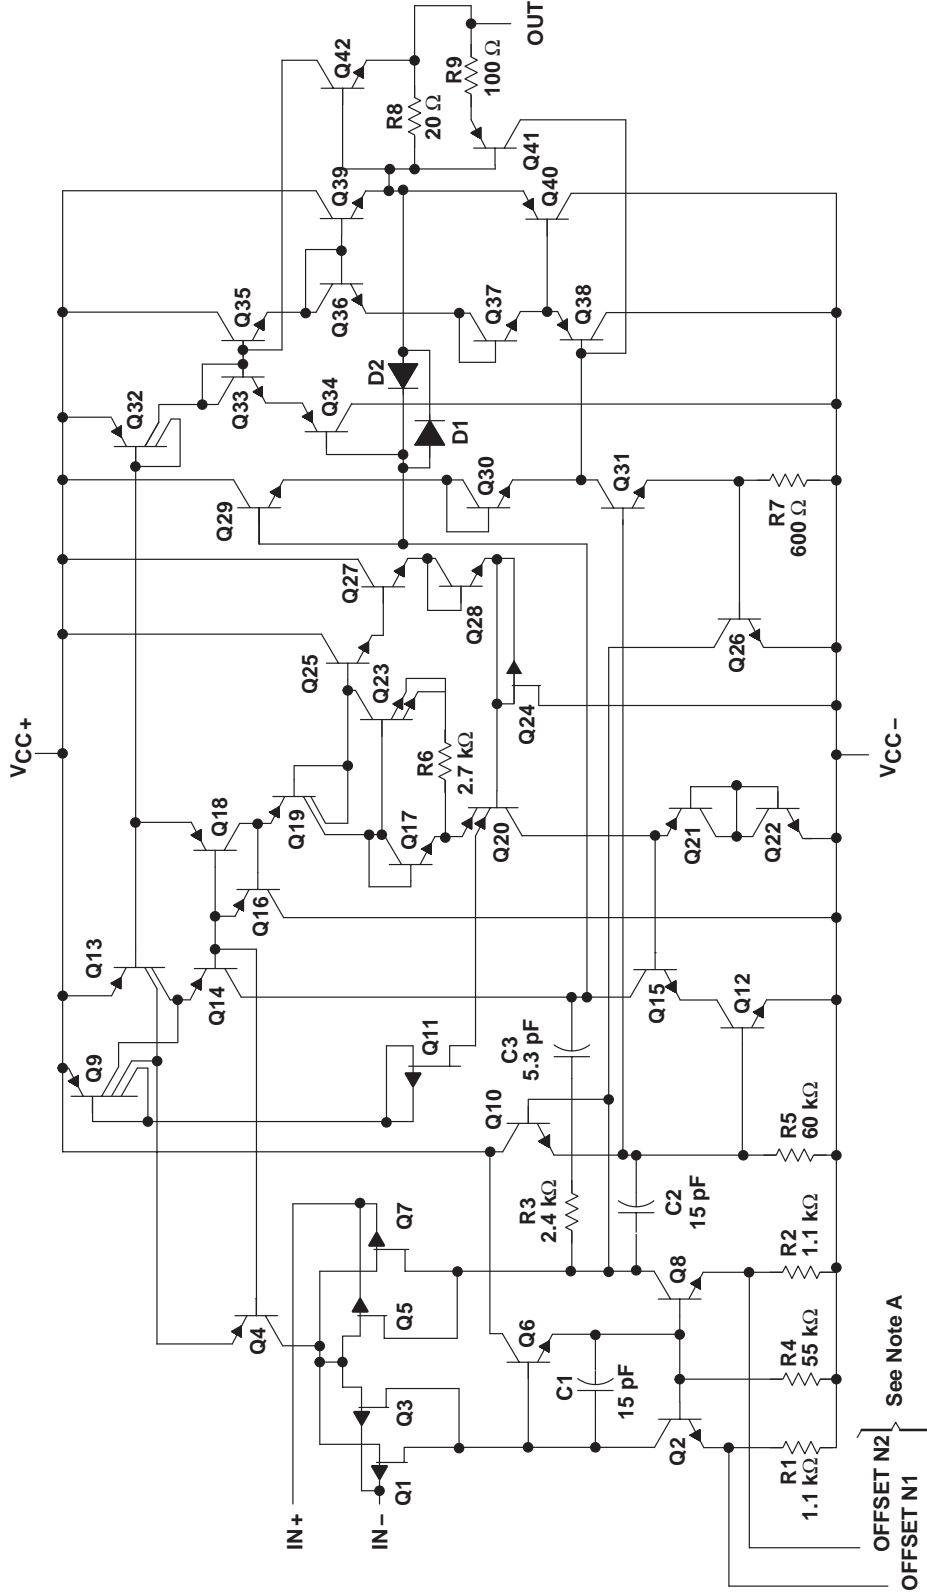 VCC+
Q9
Q13
Q32
Q35
Q42
Q33
Q29
Q25
Q18
Q14
Q16
Q19
Q23
Q27
Q34
Q36
Q39
R8
20 Ω
R9
100 Ω
OUT
Q41
Q4
IN+
IN−
Q1
Q3
Q5
Q7
Q11
Q17
R6
2.7 kΩ
Q20
Q28
Q24
D2
D1
Q30
Q37
Q40
Q38
Q10
C3
5.3 pF
Q6
C1
15 pF
R3
2.4 kΩ
C2
15 pF
Q15
Q12
Q21
Q22
Q26
Q31
R7
600 Ω
Q2
Q8
R1
1.1 kΩ
R4
55 kΩ
R2
1.1 kΩ
R5
60 kΩ
VCC−
OFFSET N2
OFFSET N1
See Note A